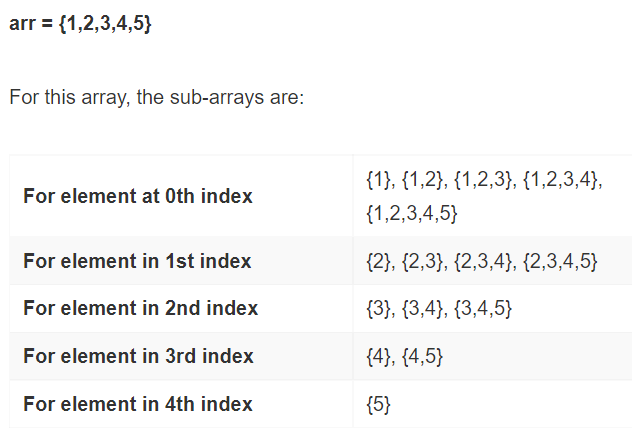 arr = {1,2,3,4,5}
For this array, the sub-arrays are:
For element at 0th index
{1}, {1,2}, {1,2,3}, {1,2,3,4},
{1,2,3,4,5}
For element in 1st index
{2}, {2,3}, {2,3,4}, {2,3,4,5}
For element in 2nd index
{3}, {3,4}, {3,4,5}
For element in 3rd index
{4}, {4,5}
For element in 4th index
{5}